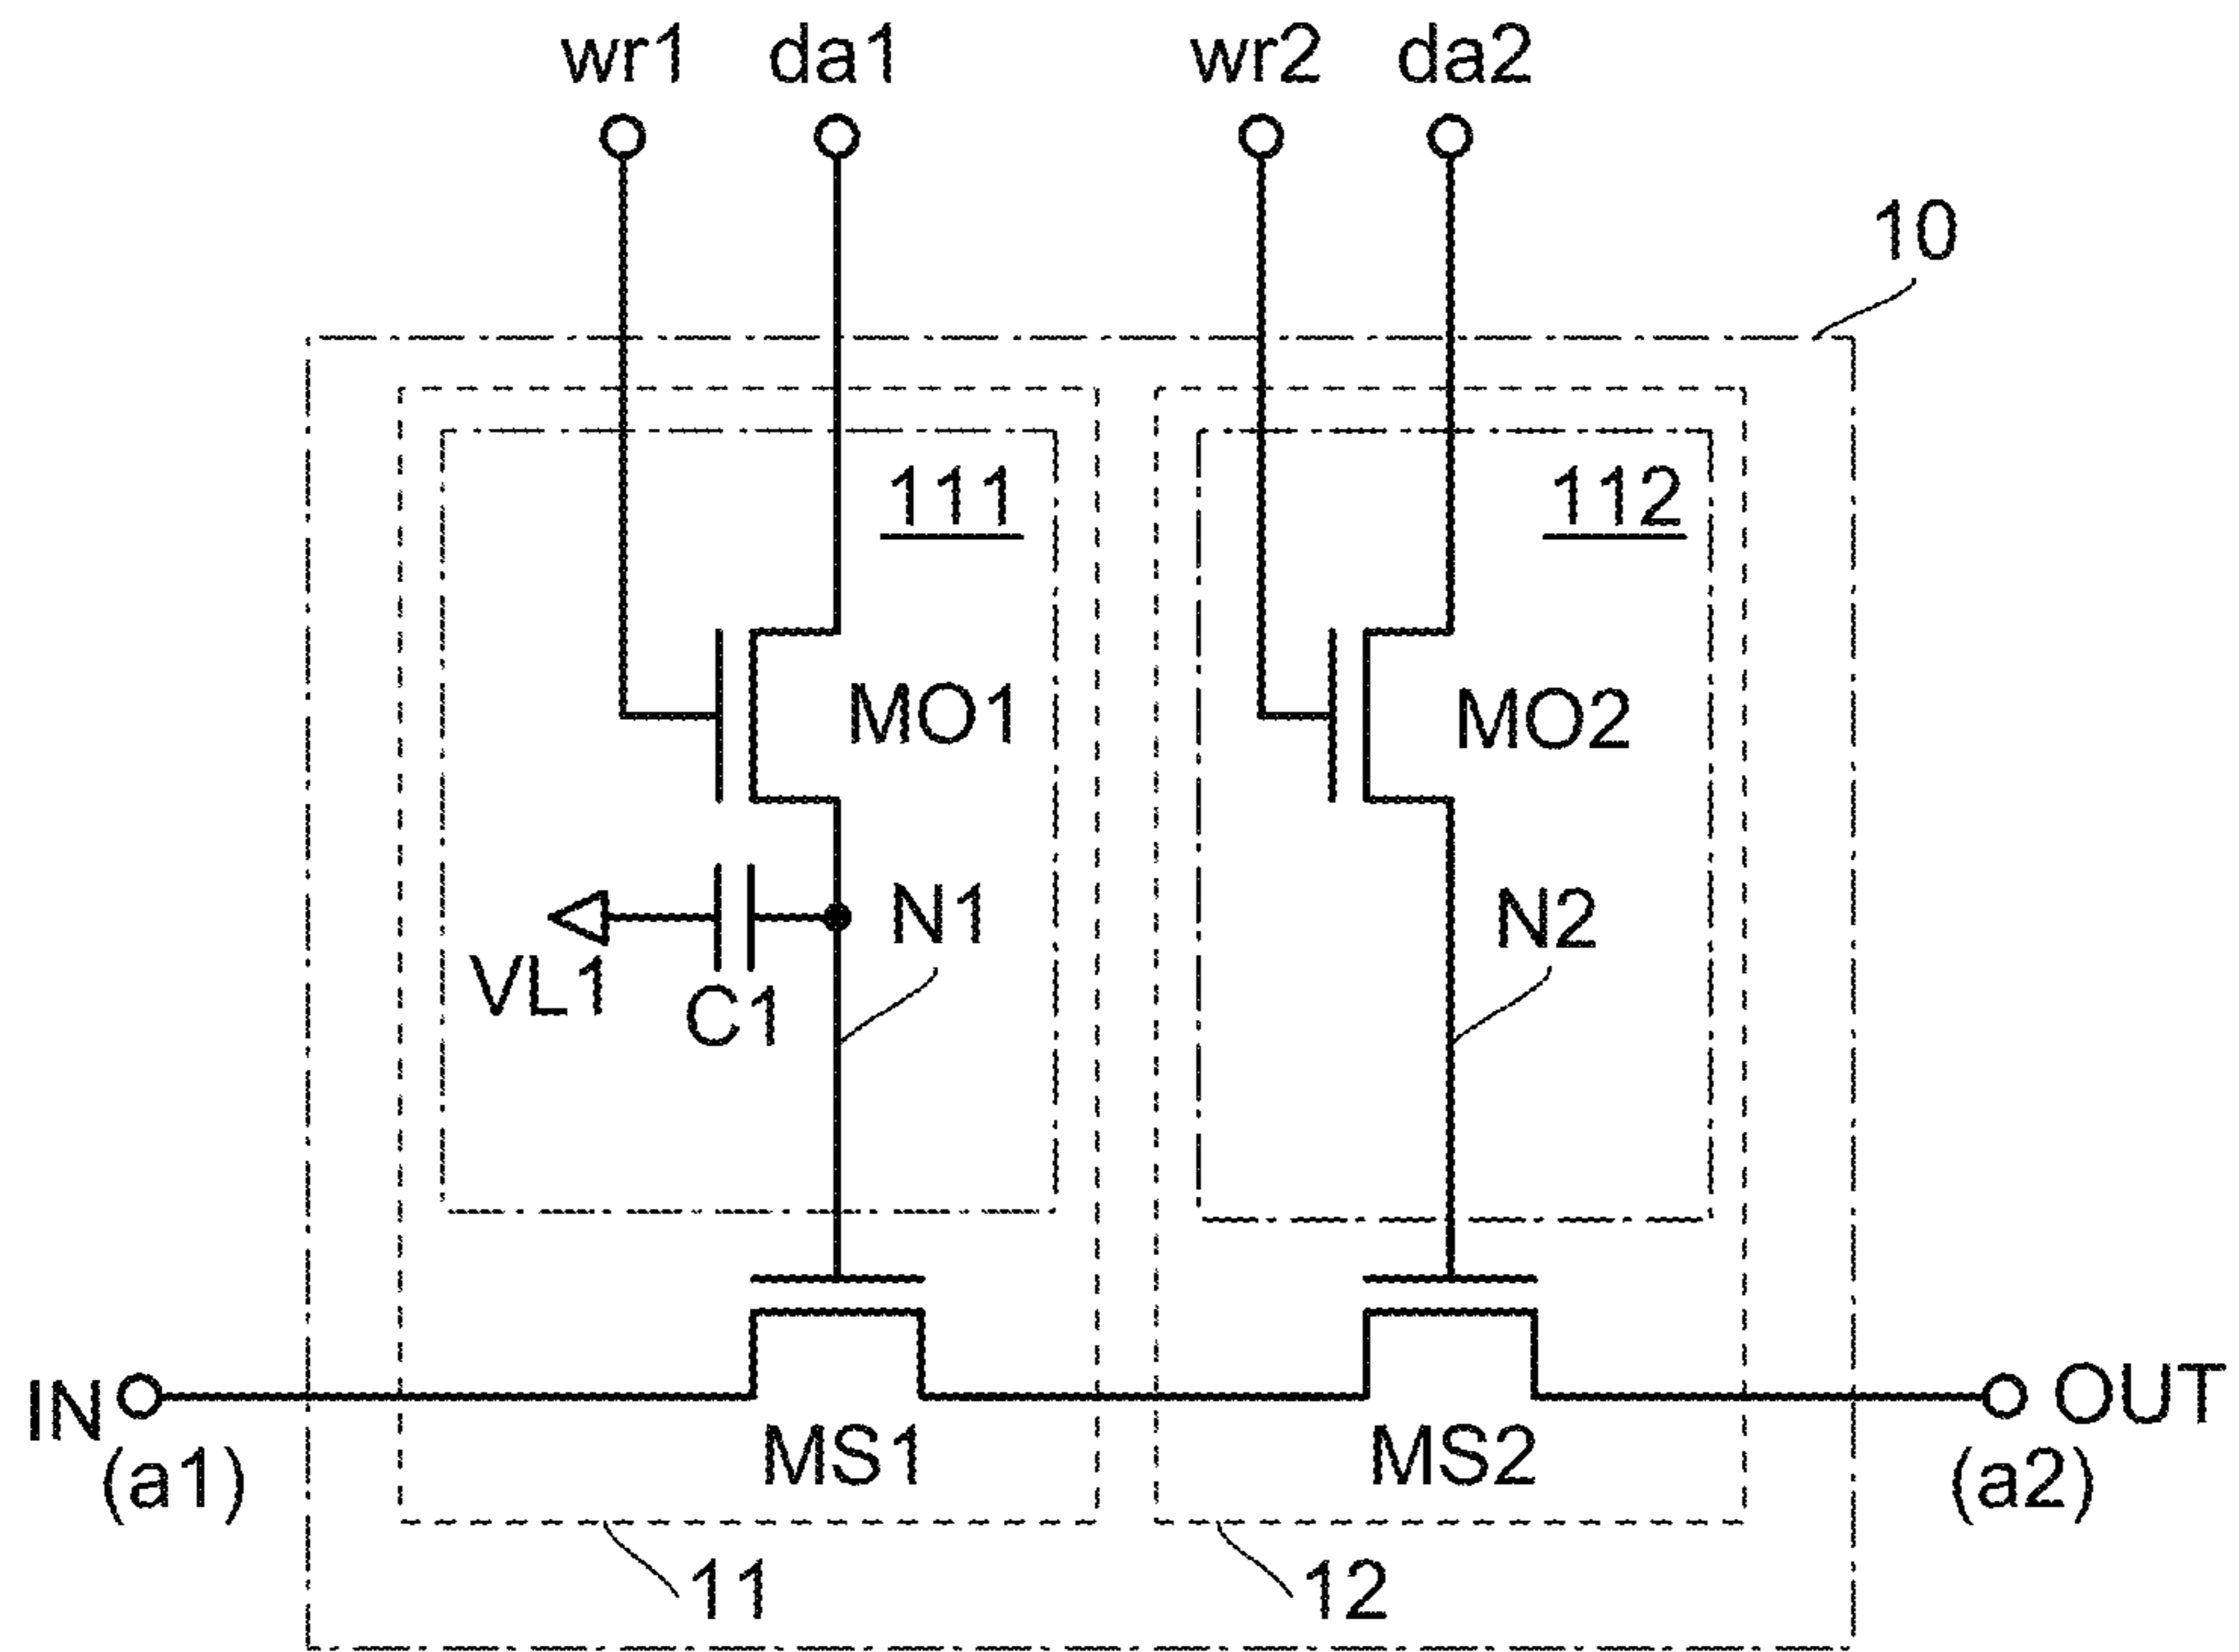 wr1 da1 wr2 da2
10
111 112
MO1 MO2
N1 N2
VL1 C1
IN OUT
(a1) MS1 MS2 (a2)
11 12